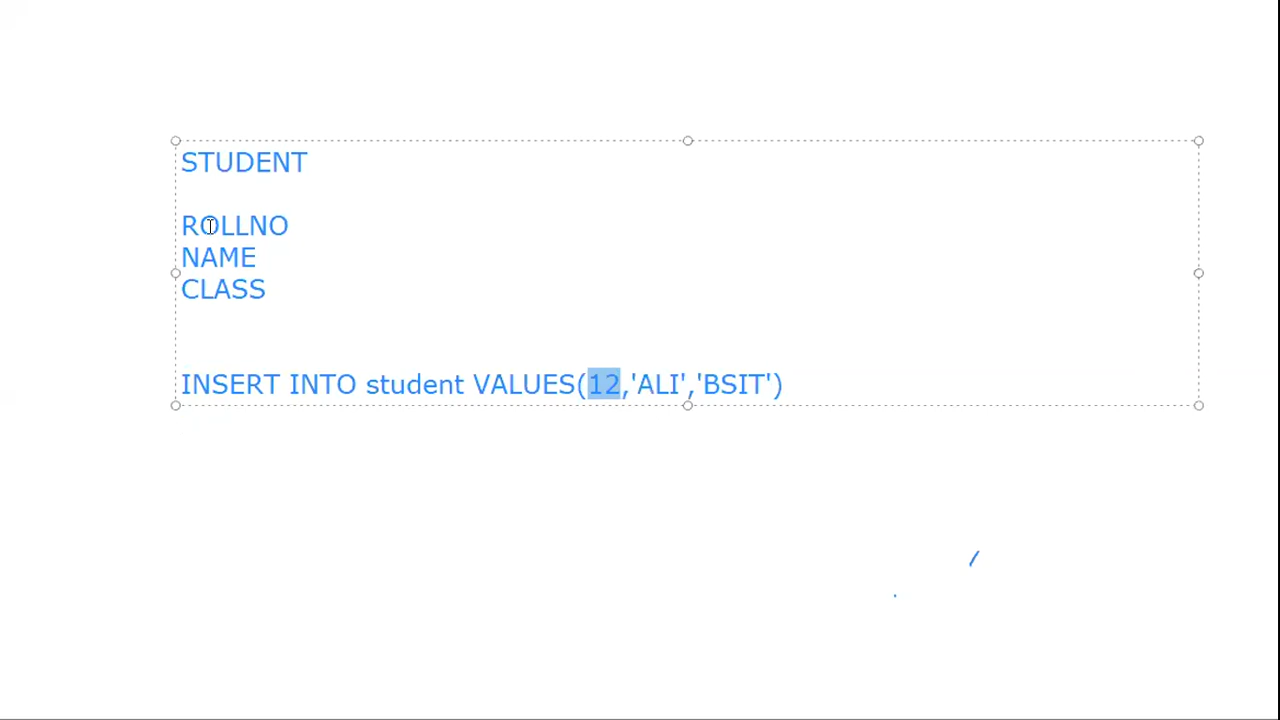 STUDENT
ROLLNO
NAME
CLASS
INSERT INTO student VALUES(12,'ALI','BSIT')